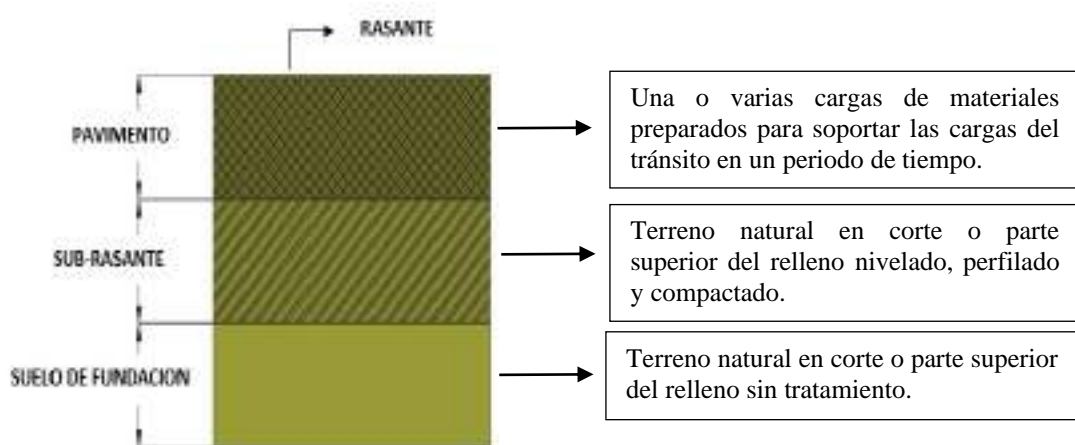 RASANTE
PAVIMENTO
Una o varias cargas de materiales
preparados para soportar las cargas del
tránsito en un periodo de tiempo.
SUB-RASANTE
Terreno natural en corte o parte
superior del relleno nivelado, perfilado
y compactado.
SUELO DE FUNDACION
Terreno natural en corte o parte superior
del relleno sin tratamiento.